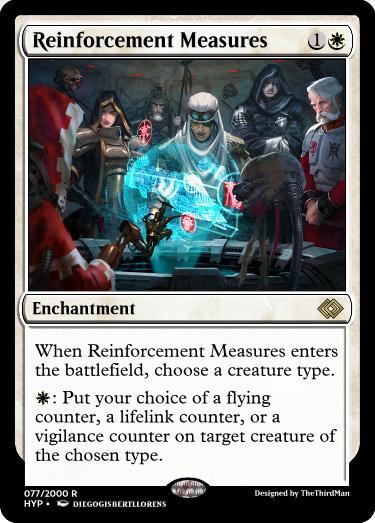 Reinforcement Measures 1
Enchantment
When Reinforcement Measures enters
the battlefield, choose a creature type.
: Put your choice of a flying
counter, a lifelink counter, or a
vigilance counter on target creature of
the chosen type.
077/2000 R
HYP • DIEGOGISBERTLLORENS
Designed by TheThirdMan